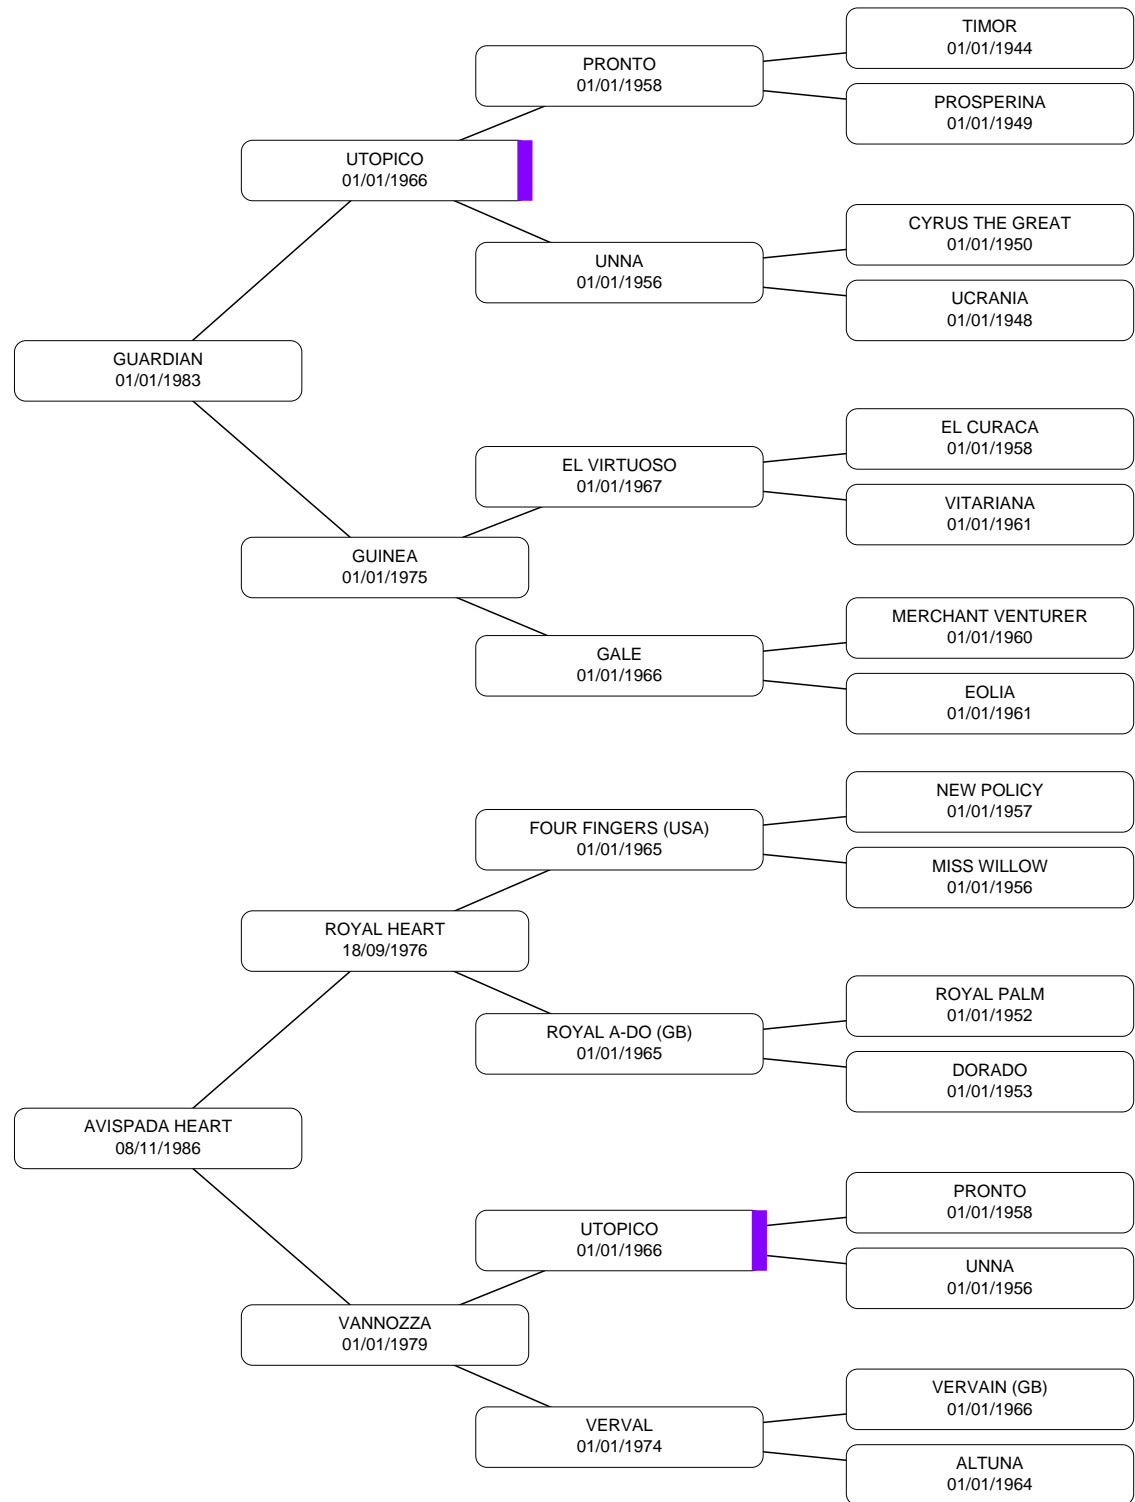 TIMOR
01/01/1944
PRONTO
01/01/1958
PROSPERINA
01/01/1949
UTOPICO
01/01/1966
CYRUS THE GREAT
01/01/1950
UNNA
01/01/1956
UCRANIA
01/01/1948
GUARDIAN
01/01/1983
EL CURACA
01/01/1958
EL VIRTUOSO
01/01/1967
VITARIANA
01/01/1961
GUINEA
01/01/1975
MERCHANT VENTURER
01/01/1960
GALE
01/01/1966
EOLIA
01/01/1961
NEW POLICY
01/01/1957
FOUR FINGERS (USA)
01/01/1965
MISS WILLOW
01/01/1956
ROYAL HEART
18/09/1976
ROYAL PALM
01/01/1952
ROYAL A-DO (GB)
01/01/1965
DORADO
01/01/1953
AVISPADA HEART
08/11/1986
PRONTO
01/01/1958
UTOPICO
01/01/1966
UNNA
01/01/1956
VANNOZZA
01/01/1979
VERVAIN (GB)
01/01/1966
VERVAL
01/01/1974
ALTUNA
01/01/1964